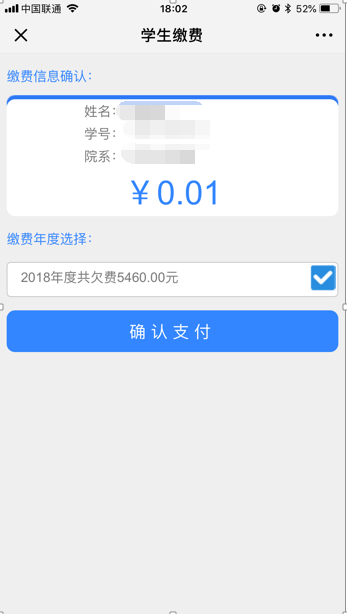 中国联通 18:02 52%
学生缴费
缴费信息确认：
姓名：
学号：
院系：
￥0.01
缴费年度选择：
2018年度共欠费5460.00元
确认支付